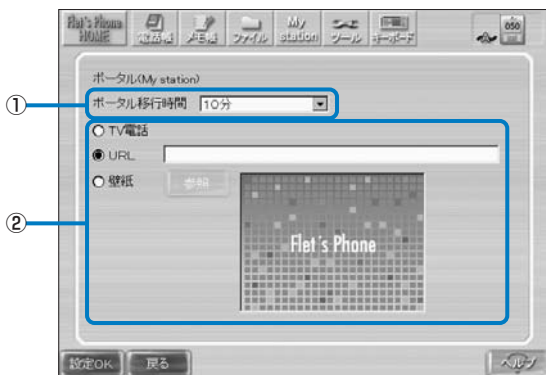 Flet's Phone HOME 電話帳 メモ帳 ファイル My station ツール キーボード 050
ポータル(My station)
① ポータル移行時間 10分
TV電話
URL
壁紙 参照
②
Flet's Phone
設定OK 戻る ヘルプ